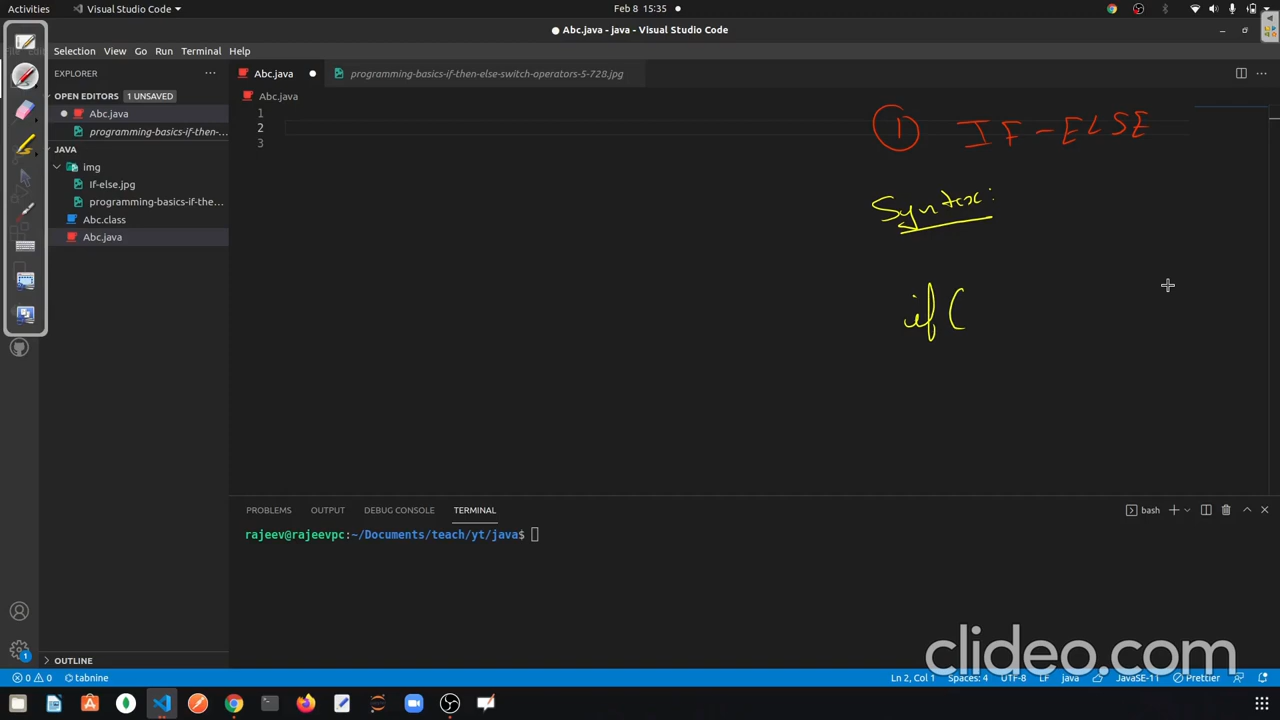 Activities
Visual Studio Code
Feb 8 15:35
Abc.java - java - Visual Studio Code
Selection View Go Run Terminal Help
EXPLORER
Abc.java
programming-basics-if-then-else-switch-operators-5-728.jpg
OPEN EDITORS 1 UNSAVED
Abc.java
Abc.java
programming-basics-if-then-...
JAVA
img
If-else.jpg
programming-basics-if-the...
Abc.class
Abc.java
1
2
3
1 IF-ELSE
Syntax:
if (
PROBLEMS OUTPUT DEBUG CONSOLE TERMINAL
bash
rajeev@rajeevpc:~/Documents/teach/yt/java$
clideo.com
OUTLINE
0 0 tabnine
Ln 2, Col 1 Spaces: 4 UTF-8 LF java JavaSE-11 Prettier